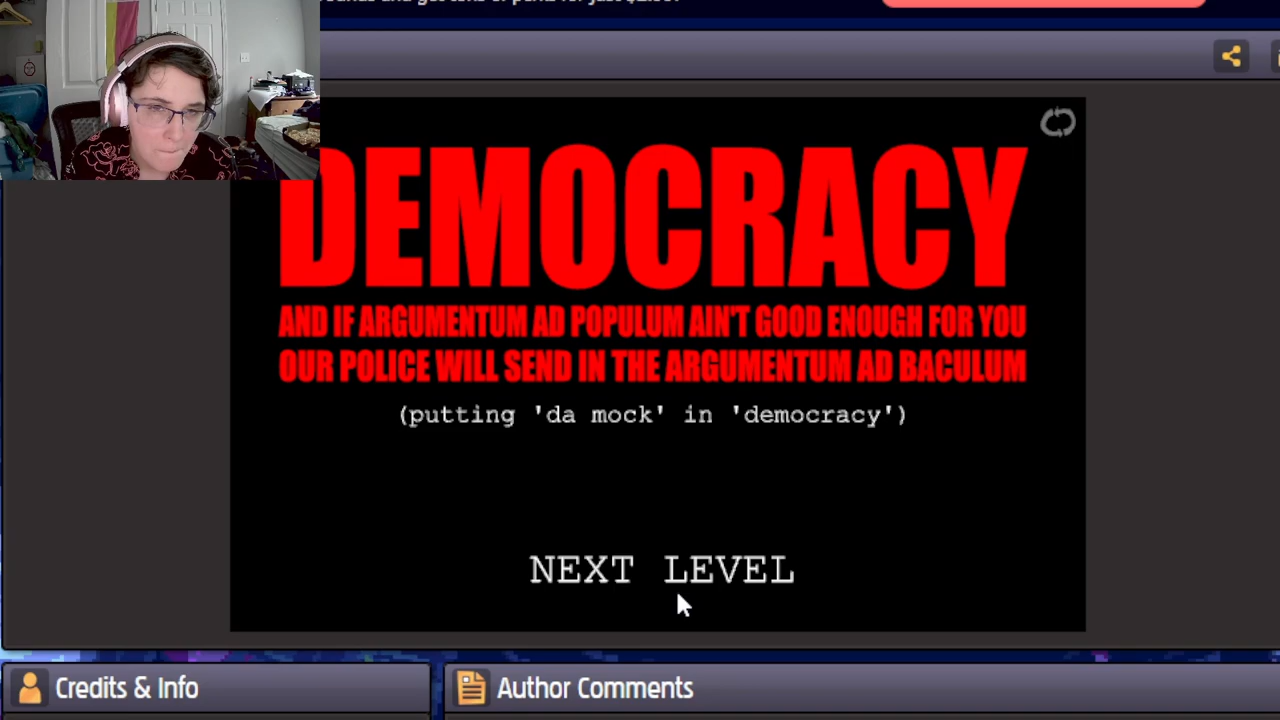 DEMOCRACY
AND IF ARGUMENTUM AD POPULUM AIN'T GOOD ENOUGH FOR YOU
OUR POLICE WILL SEND IN THE ARGUMENTUM AD BACULUM
(putting 'da mock' in 'democracy')
NEXT LEVEL
Credits & Info
Author Comments